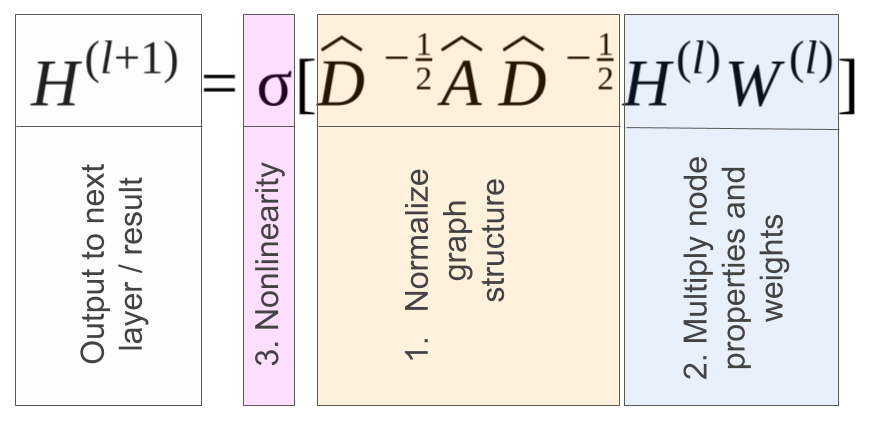 H^(l+1) = σ[D̂^(-1/2) Â D̂^(-1/2) H^(l) W^(l)]
Output to next
layer / result
3. Nonlinearity
1. Normalize
graph
structure
2. Multiply node
properties and
weights